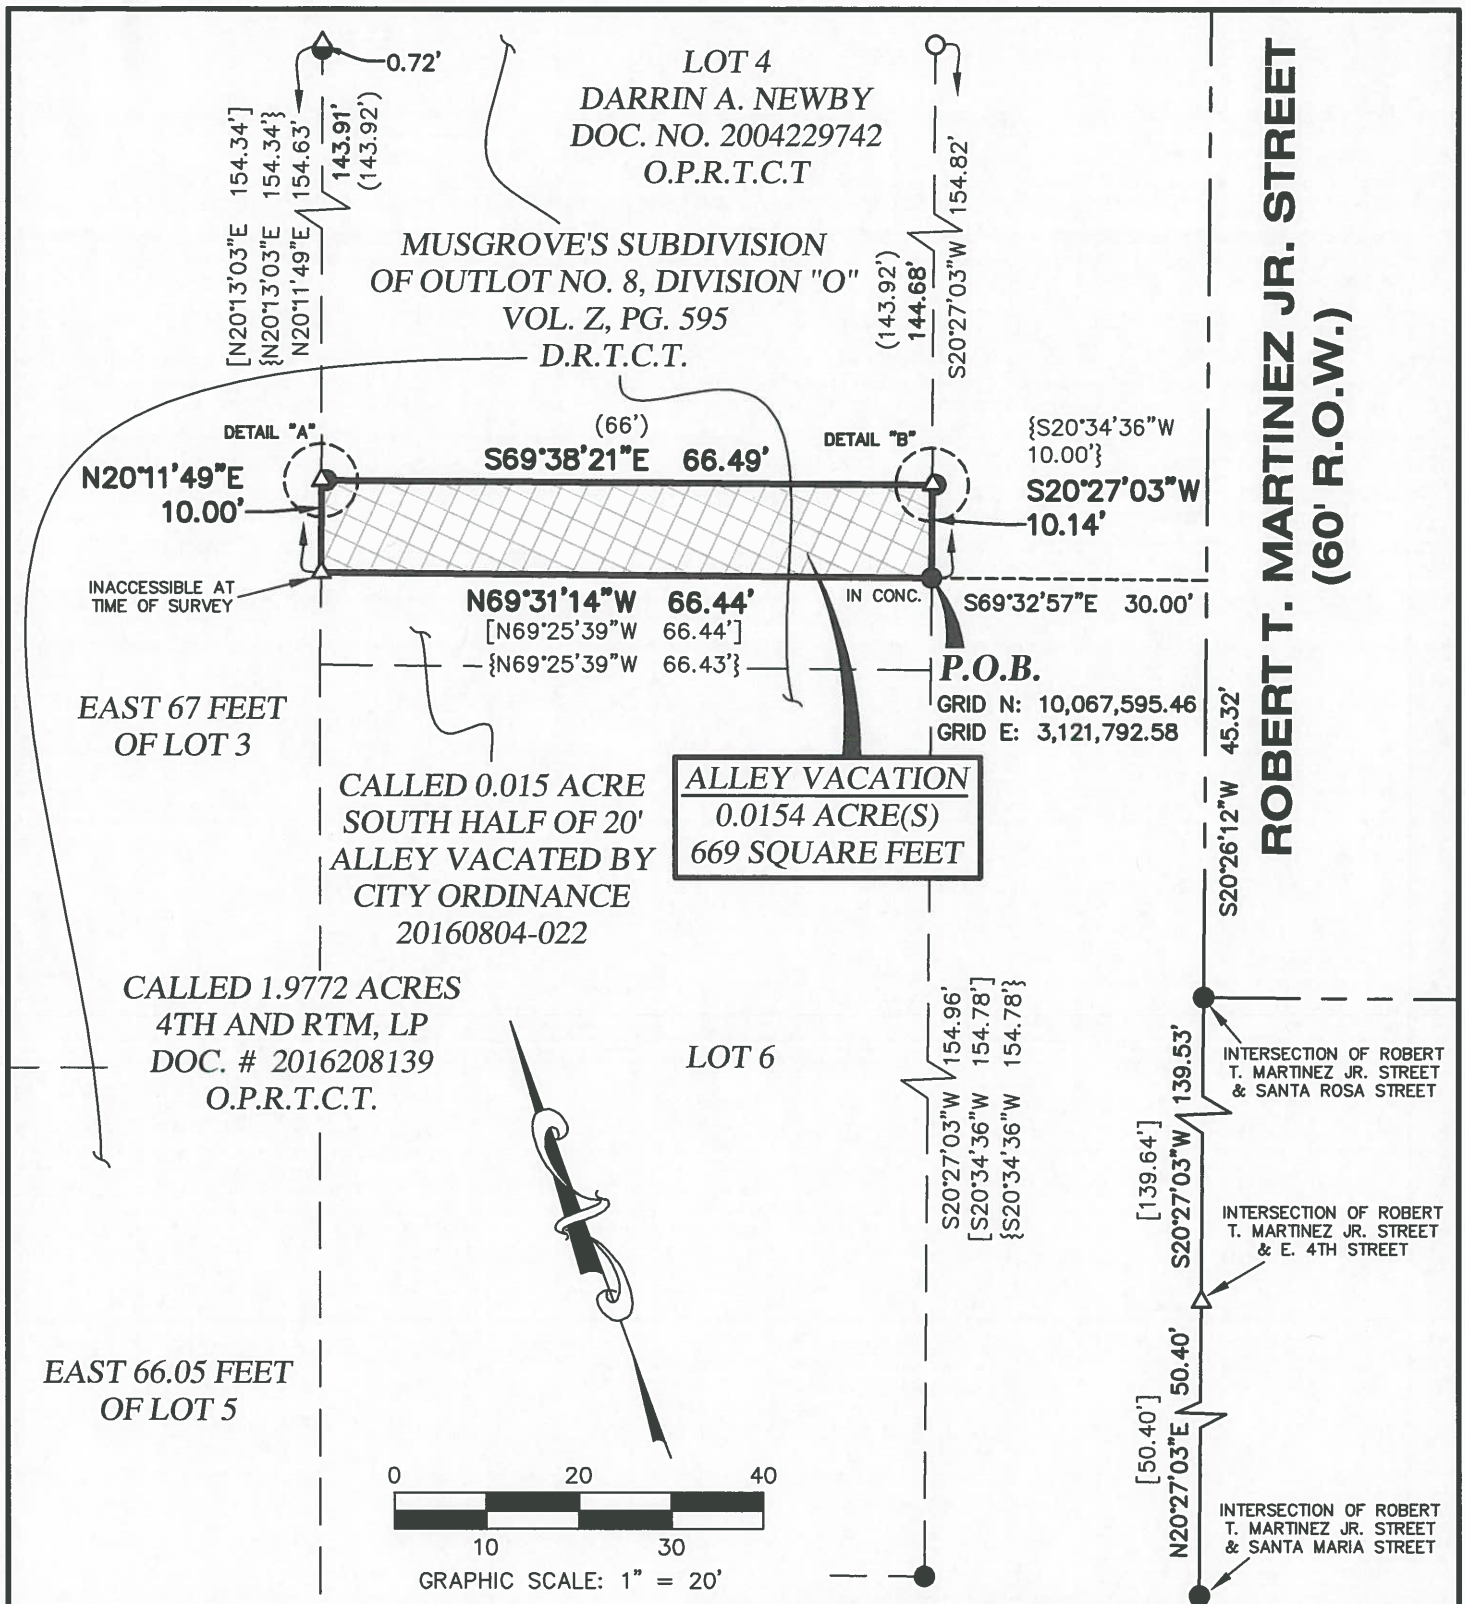 0.72'
LOT 4
DARRIN A. NEWBY
DOC. NO. 2004229742
O.P.R.T.C.T
[N20°13'03"E 154.34']
{N20°13'03"E 154.34'}
N20°11'49"E 154.63'
143.91'
(143.92')
MUSGROVE'S SUBDIVISION
OF OUTLOT NO. 8, DIVISION "O"
VOL. Z, PG. 595
D.R.T.C.T.
(143.92')
144.68'
S20°27'03"W 154.82'
ROBERT T. MARTINEZ JR. STREET
(60' R.O.W.)
DETAIL "A"
(66')
S69°38'21"E 66.49'
DETAIL "B"
{S20°34'36"W
10.00'}
N20°11'49"E
10.00'
S20°27'03"W
10.14'
INACCESSIBLE AT
TIME OF SURVEY
N69°31'14"W 66.44'
[N69°25'39"W 66.44']
{N69°25'39"W 66.43'}
IN CONC.
S69°32'57"E 30.00'
P.O.B.
GRID N: 10,067,595.46
GRID E: 3,121,792.58
EAST 67 FEET
OF LOT 3
S20°26'12"W 45.32'
CALLED 0.015 ACRE
SOUTH HALF OF 20'
ALLEY VACATED BY
CITY ORDINANCE
20160804-022
ALLEY VACATION
0.0154 ACRE(S)
669 SQUARE FEET
CALLED 1.9772 ACRES
4TH AND RTM, LP
DOC. # 2016208139
O.P.R.T.C.T.
LOT 6
S20°27'03"W 154.96'
[S20°34'36"W 154.78']
{S20°34'36"W 154.78'}
INTERSECTION OF ROBERT
T. MARTINEZ JR. STREET
& SANTA ROSA STREET
[139.64']
S20°27'03"W 139.53'
INTERSECTION OF ROBERT
T. MARTINEZ JR. STREET
& E. 4TH STREET
EAST 66.05 FEET
OF LOT 5
[50.40']
N20°27'03"E 50.40'
INTERSECTION OF ROBERT
T. MARTINEZ JR. STREET
& SANTA MARIA STREET
0 20 40
10 30
GRAPHIC SCALE: 1" = 20'